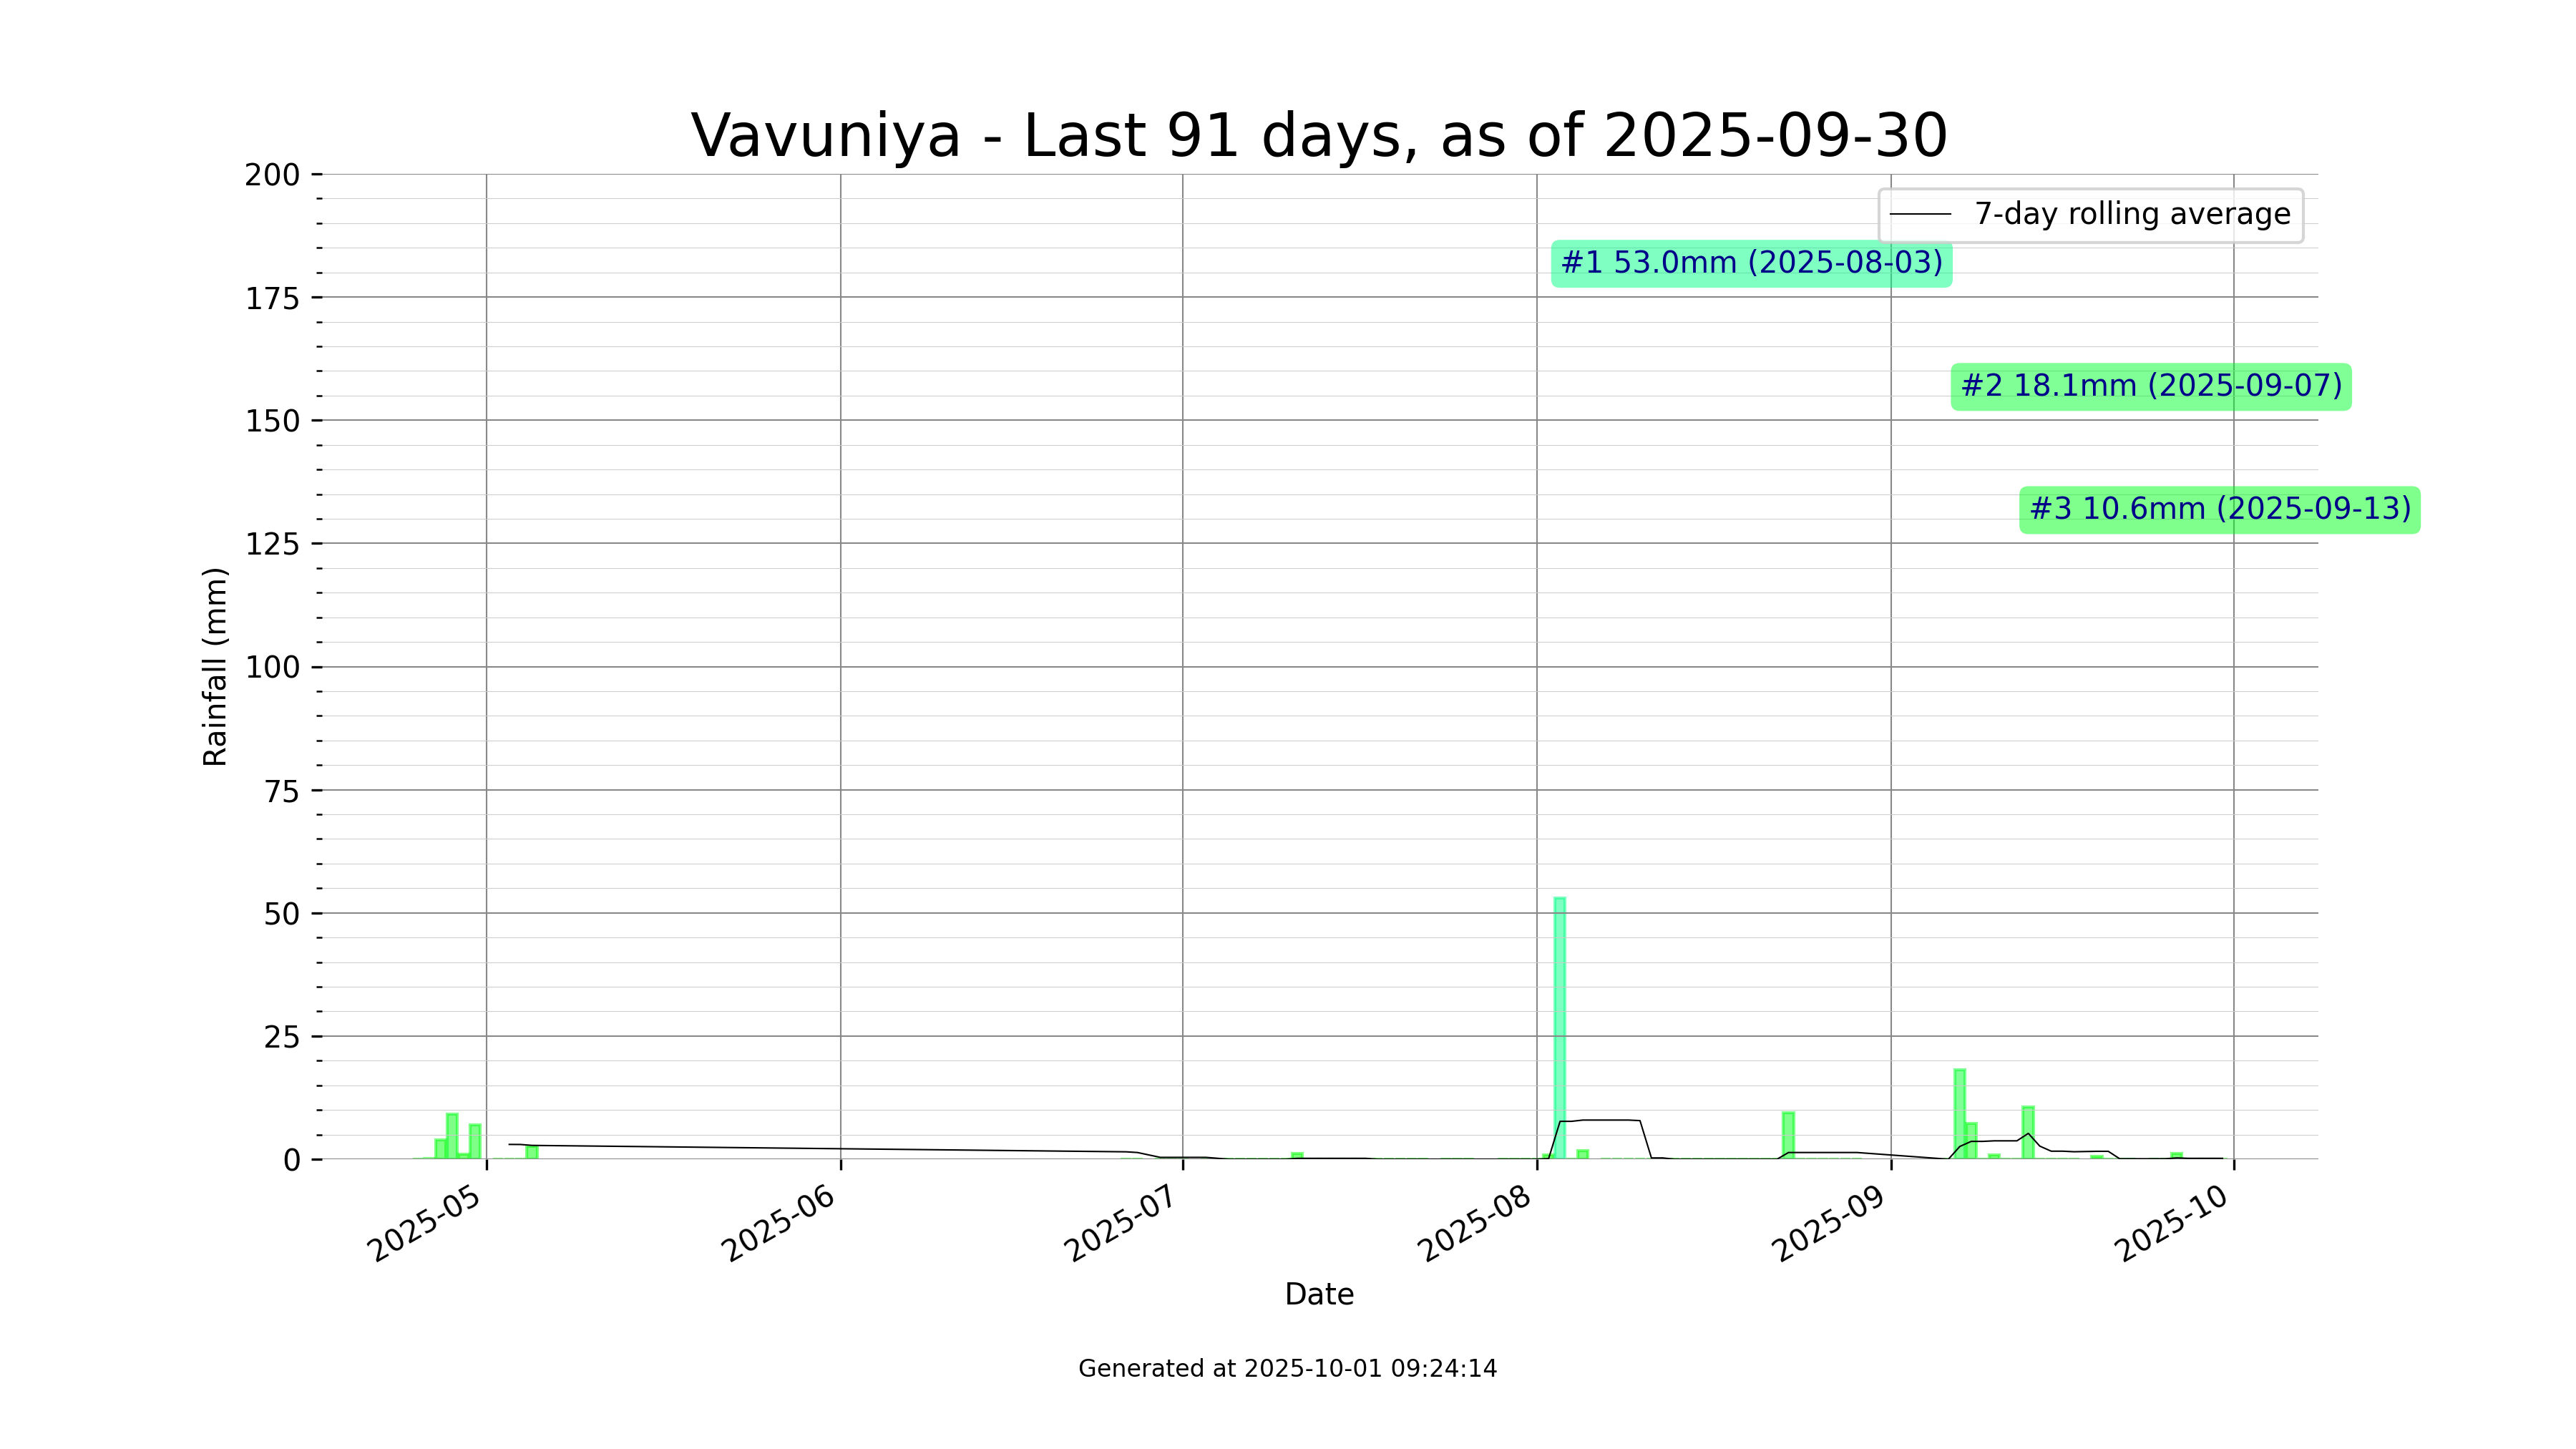 Vavuniya - Last 91 days, as of 2025-09-30
200
175
150
125
100
75
50
25
0
Rainfall (mm)
7-day rolling average
#1 53.0mm (2025-08-03)
#2 18.1mm (2025-09-07)
#3 10.6mm (2025-09-13)
2025-05
2025-06
2025-07
2025-08
2025-09
2025-10
Date
Generated at 2025-10-01 09:24:14